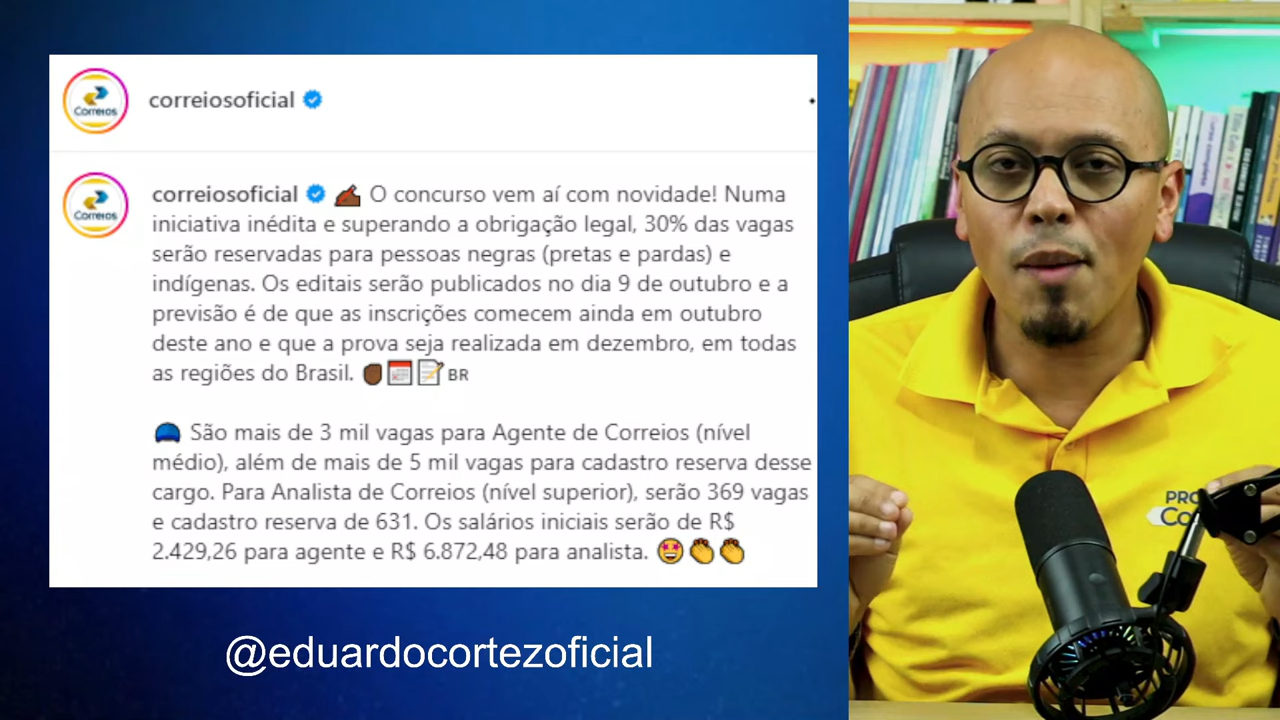 Correios
correiosoficial
Correios
correiosoficial O concurso vem aí com novidade! Numa
iniciativa inédita e superando a obrigação legal, 30% das vagas
serão reservadas para pessoas negras (pretas e pardas) e
indígenas. Os editais serão publicados no dia 9 de outubro e a
previsão é de que as inscrições comecem ainda em outubro
deste ano e que a prova seja realizada em dezembro, em todas
as regiões do Brasil. BR
São mais de 3 mil vagas para Agente de Correios (nível
médio), além de mais de 5 mil vagas para cadastro reserva desse
cargo. Para Analista de Correios (nível superior), serão 369 vagas
e cadastro reserva de 631. Os salários iniciais serão de R$
2.429,26 para agente e R$ 6.872,48 para analista.
@eduardocortezoficial